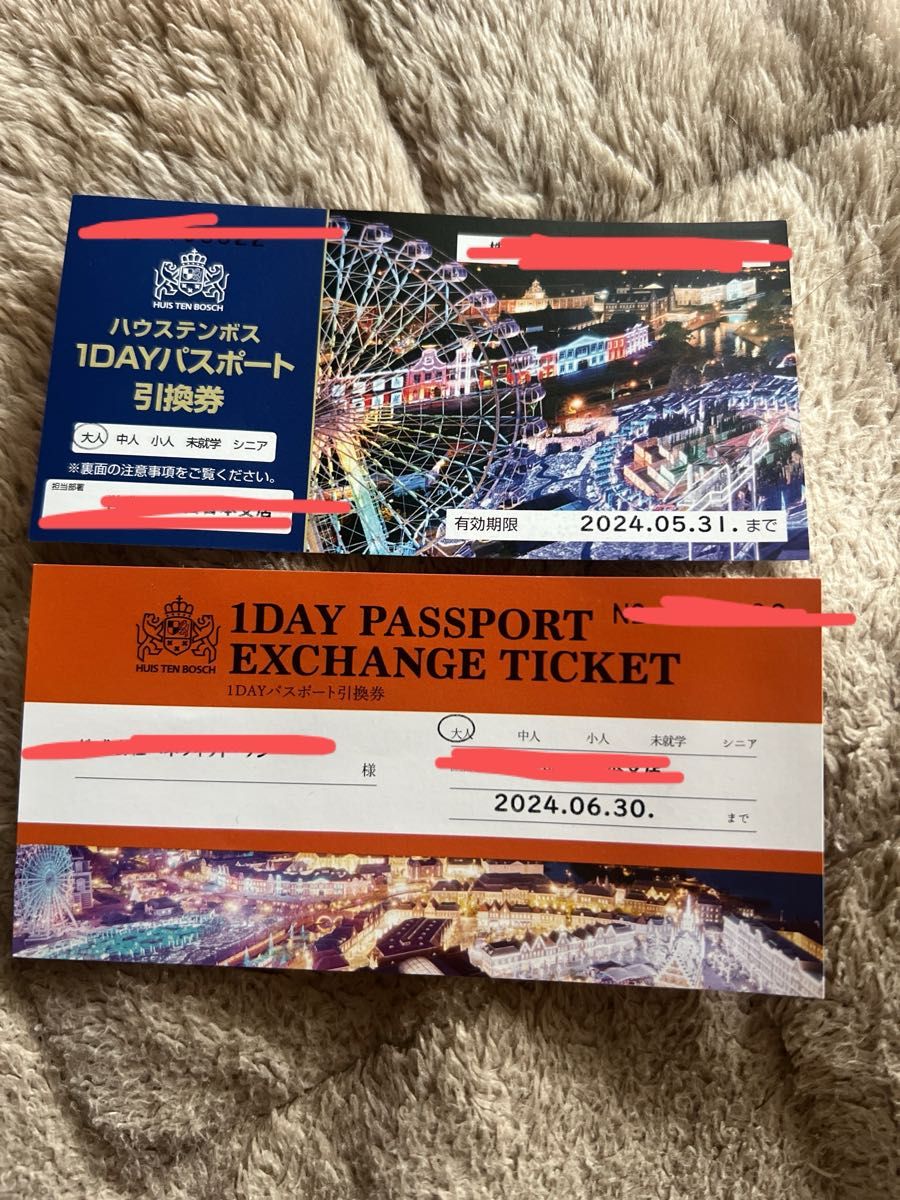 HUIS TEN BOSCH
ハウステンボス
1DAYパスポート
引換券
大人 中人 小人 未就学 シニア
※裏面の注意事項をご覧ください。
担当部署
有効期限 2024.05.31. まで
HUIS TEN BOSCH
1DAY PASSPORT
EXCHANGE TICKET
1DAYパスポート引換券
大人 中人 小人 未就学 シニア
様
2024.06.30. まで